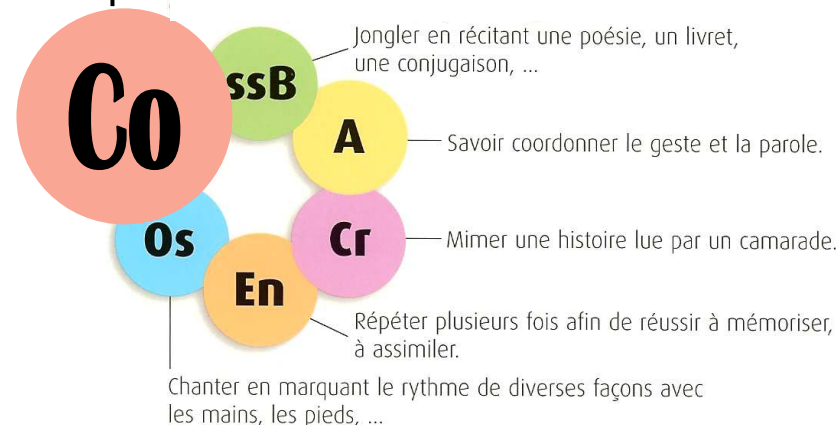 Co
ssB
Jongler en récitant une poésie, un livret,
une conjugaison, ...
A
Savoir coordonner le geste et la parole.
Os
Cr
Mimer une histoire lue par un camarade.
En
Répéter plusieurs fois afin de réussir à mémoriser,
à assimiler.
Chanter en marquant le rythme de diverses façons avec
les mains, les pieds, ...